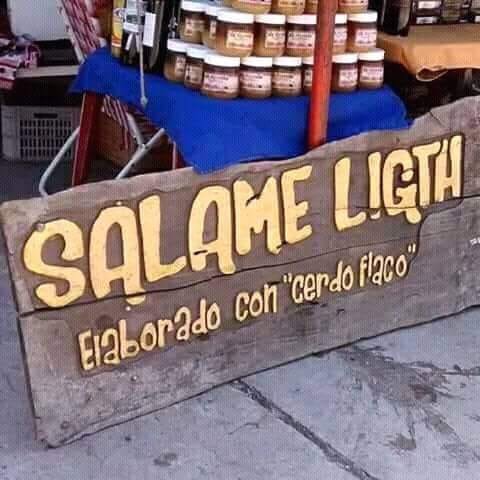 SALAME LIGTH
Elaborado con "cerdo flaco"